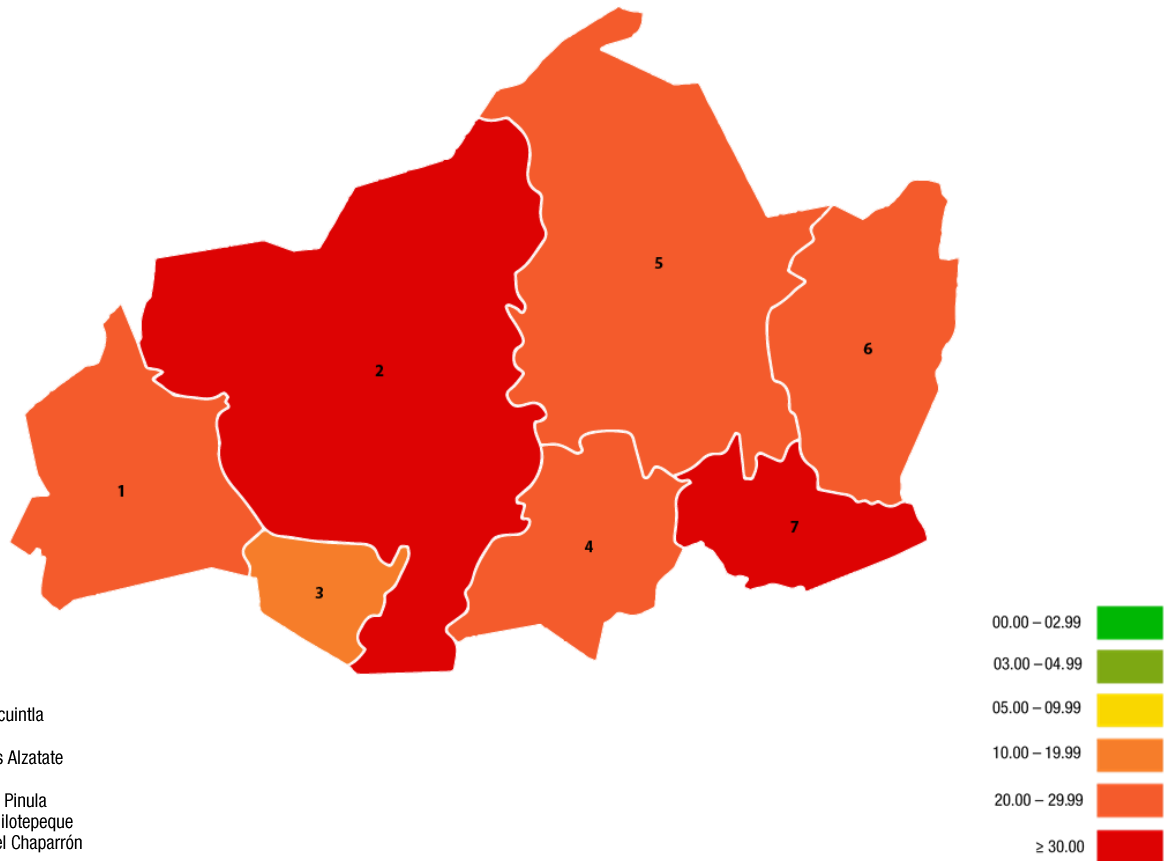 5
6
2
1
7
4
3
00.00 – 02.99
03.00 –04.99
05.00 – 09.99
10.00 – 19.99
20.00 – 29.99
≥ 30.00
cuintla
s Alzatate
Pinula
ilotepeque
el Chaparrón